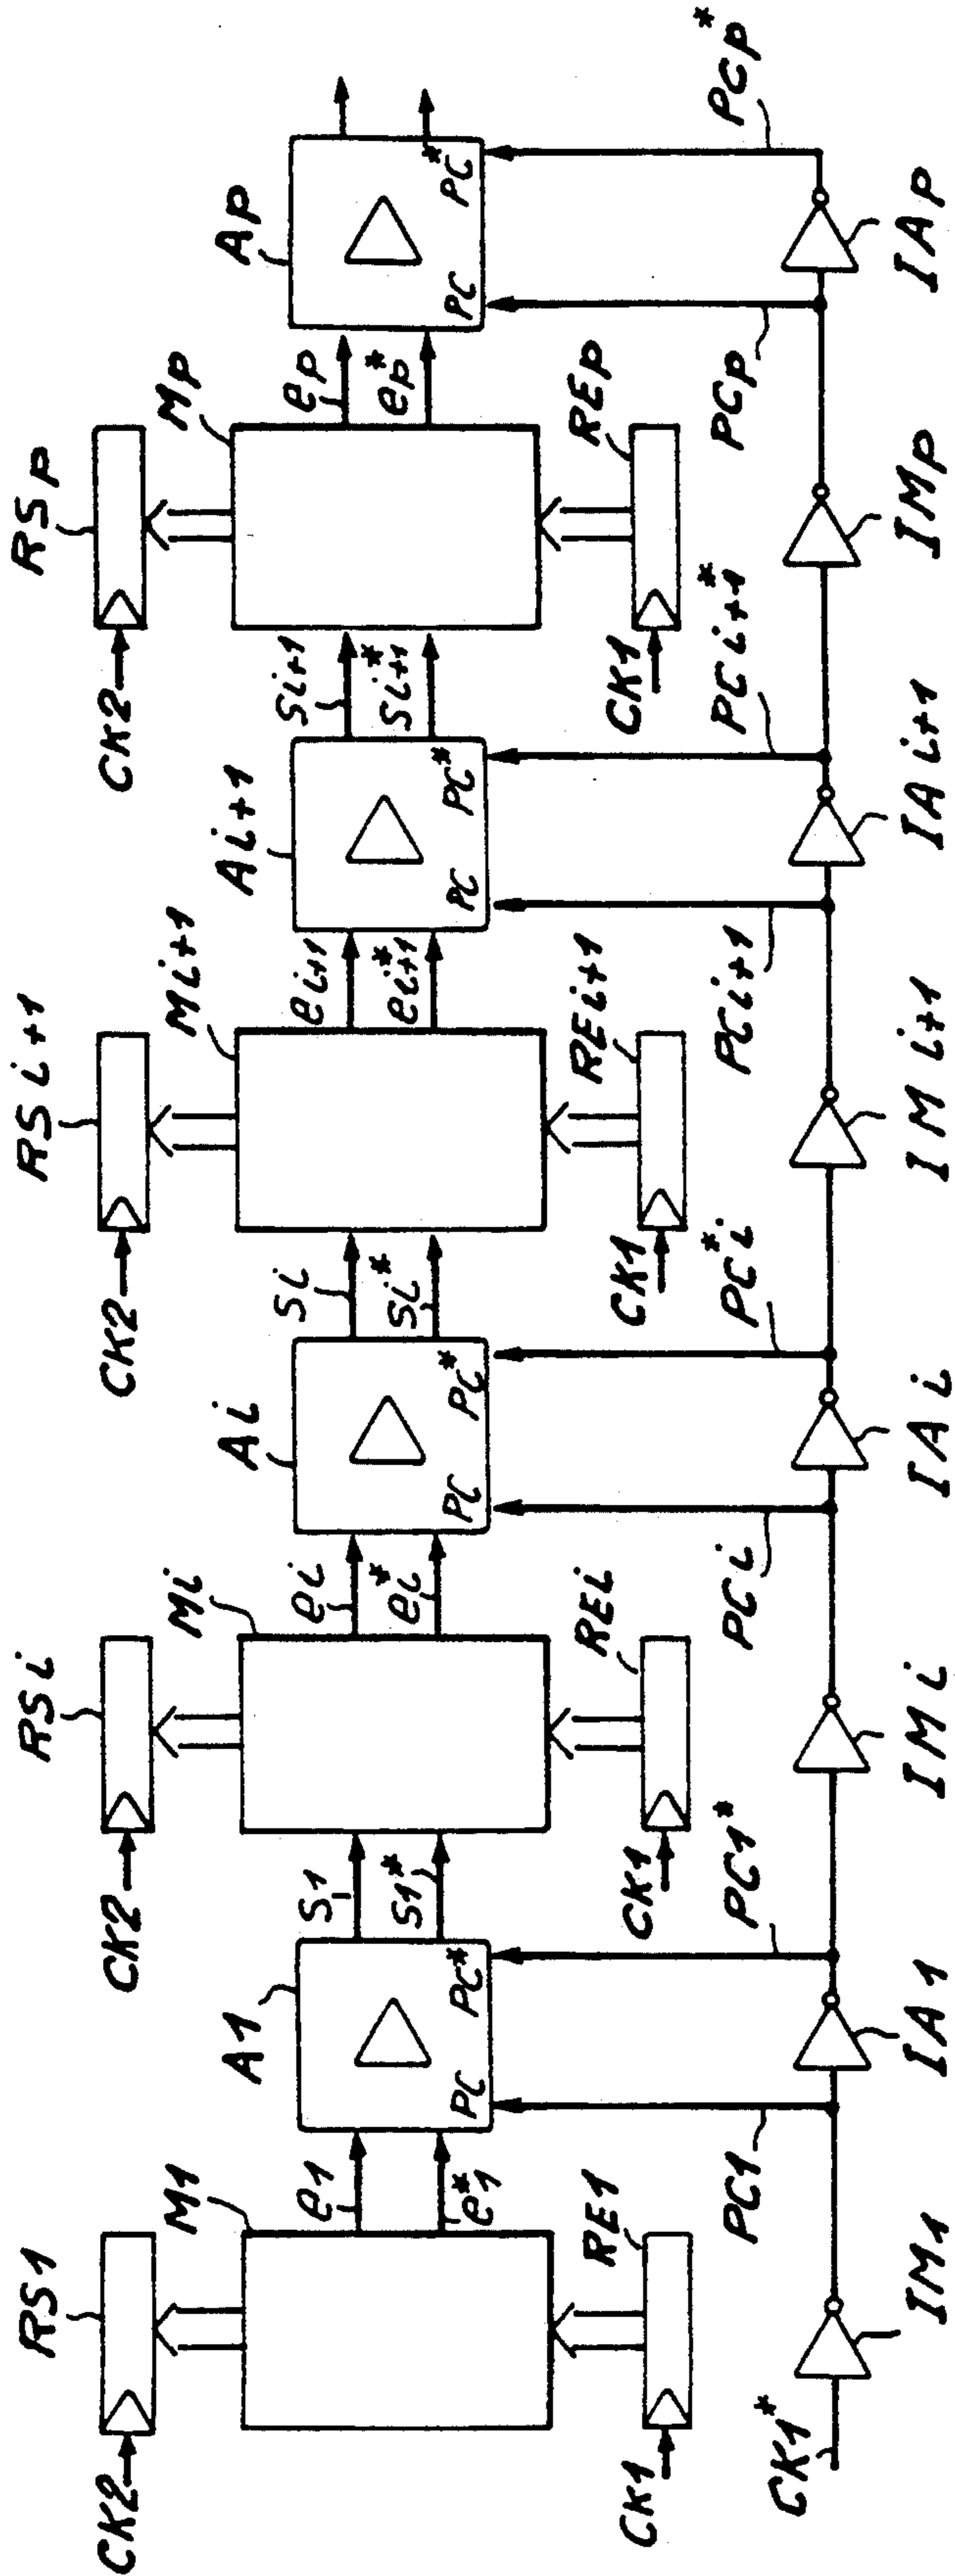 RS1 RSi RSi+1 RSp
CK2 CK2 CK2 CK2
M1 A1 Mi Ai Mi+1 Ai+1 Mp Ap
e1 S1 ei Si ei+1 Si+1 ep
e1* S1* ei* Si* ei+1* Si+1* ep*
PC PC* PC PC* PC PC* PC PC*
RE1 REi REi+1 REp
CK1 CK1 CK1 CK1
PC1 PC1* PCi PCi* PCi+1 PCi+1* PCp PCp*
CK1*
IM1 IA1 IMi IAi IMi+1 IAi+1 IMp IAp